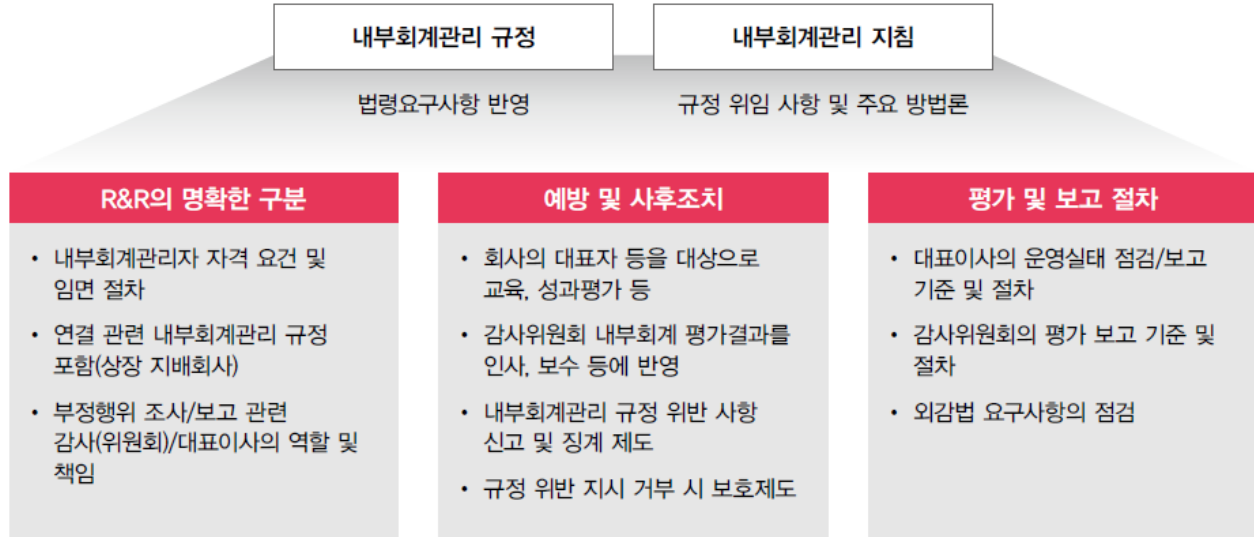 내부회계관리 규정
내부회계관리 지침
법령요구사항 반영
규정 위임 사항 및 주요 방법론
R&R의 명확한 구분
• 내부회계관리자 자격 요건 및
임면 절차
• 연결 관련 내부회계관리 규정
포함(상장 지배회사)
• 부정행위 조사/보고 관련
감사(위원회)/대표이사의 역할 및
책임
예방 및 사후조치
• 회사의 대표자 등을 대상으로
교육, 성과평가 등
• 감사위원회 내부회계 평가결과를
인사, 보수 등에 반영
• 내부회계관리 규정 위반 사항
신고 및 징계 제도
• 규정 위반 지시 거부 시 보호제도
평가 및 보고 절차
• 대표이사의 운영실태 점검/보고
기준 및 절차
• 감사위원회의 평가 보고 기준 및
절차
• 외감법 요구사항의 점검